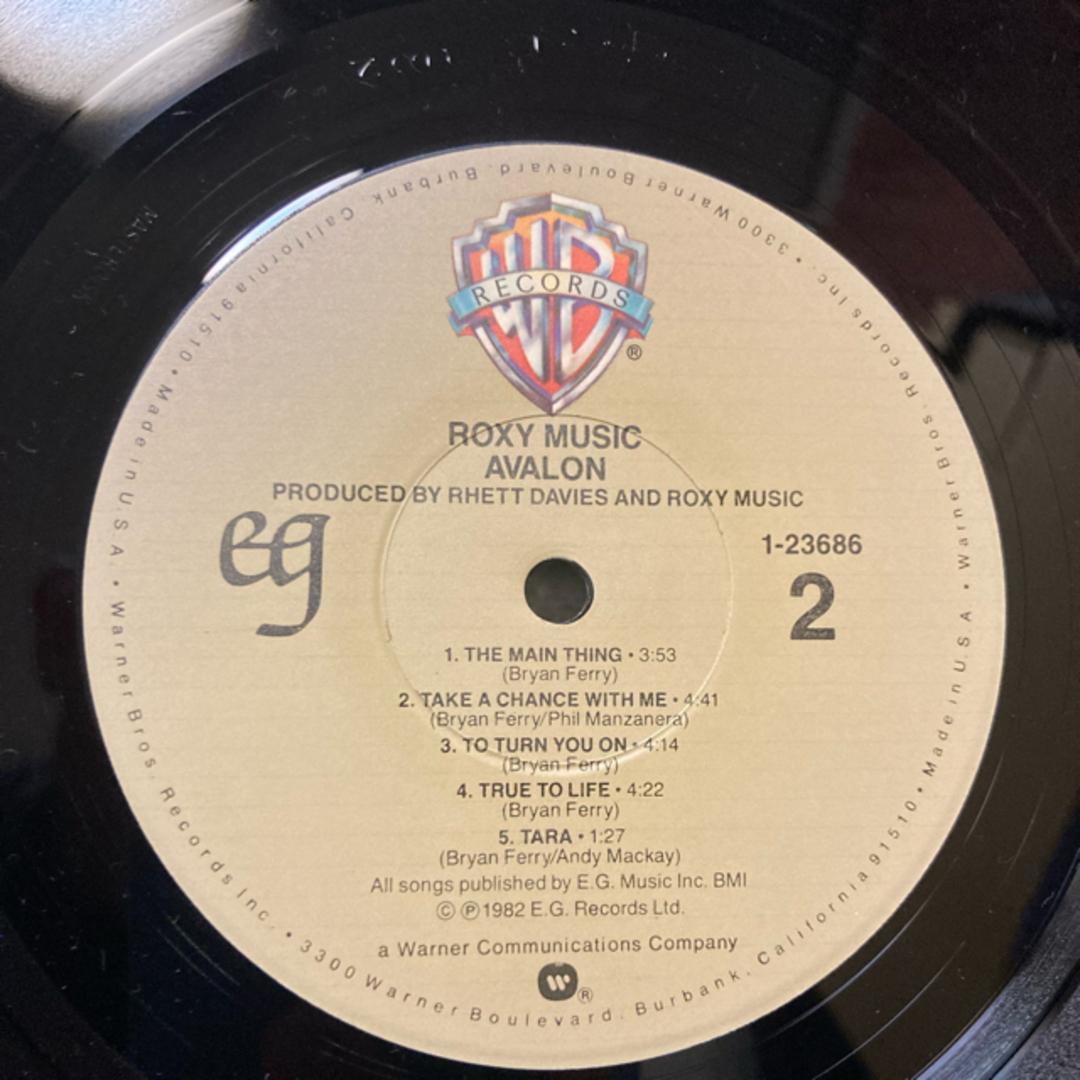 WB
RECORDS
®
ROXY MUSIC
AVALON
PRODUCED BY RHETT DAVIES AND ROXY MUSIC
eg
1-23686
2
1. THE MAIN THING • 3:53
(Bryan Ferry)
2. TAKE A CHANCE WITH ME • 4:41
(Bryan Ferry/Phil Manzanera)
3. TO TURN YOU ON • 4:14
(Bryan Ferry)
4. TRUE TO LIFE • 4:22
(Bryan Ferry)
5. TARA • 1:27
(Bryan Ferry/Andy Mackay)
All songs published by E.G. Music Inc. BMI
© ℗ 1982 E.G. Records Ltd.
a Warner Communications Company
W ®
Warner Bros. Records Inc. • 3300 Warner Boulevard. Burbank. California 91510 • Made in U.S.A. • Warner Bros. Records Inc. • 3300 Warner Boulevard. Burbank. California 91510 • Made in U.S.A. •